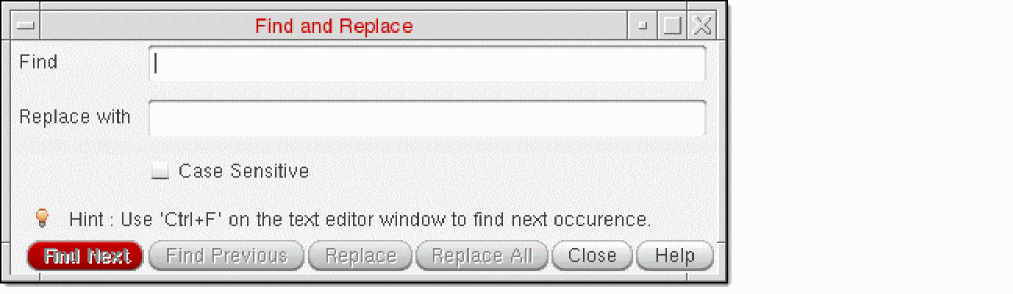 Find and Replace
Find
Replace with
Case Sensitive
Hint : Use 'Ctrl+F' on the text editor window to find next occurence.
Find Next Find Previous Replace Replace All Close Help